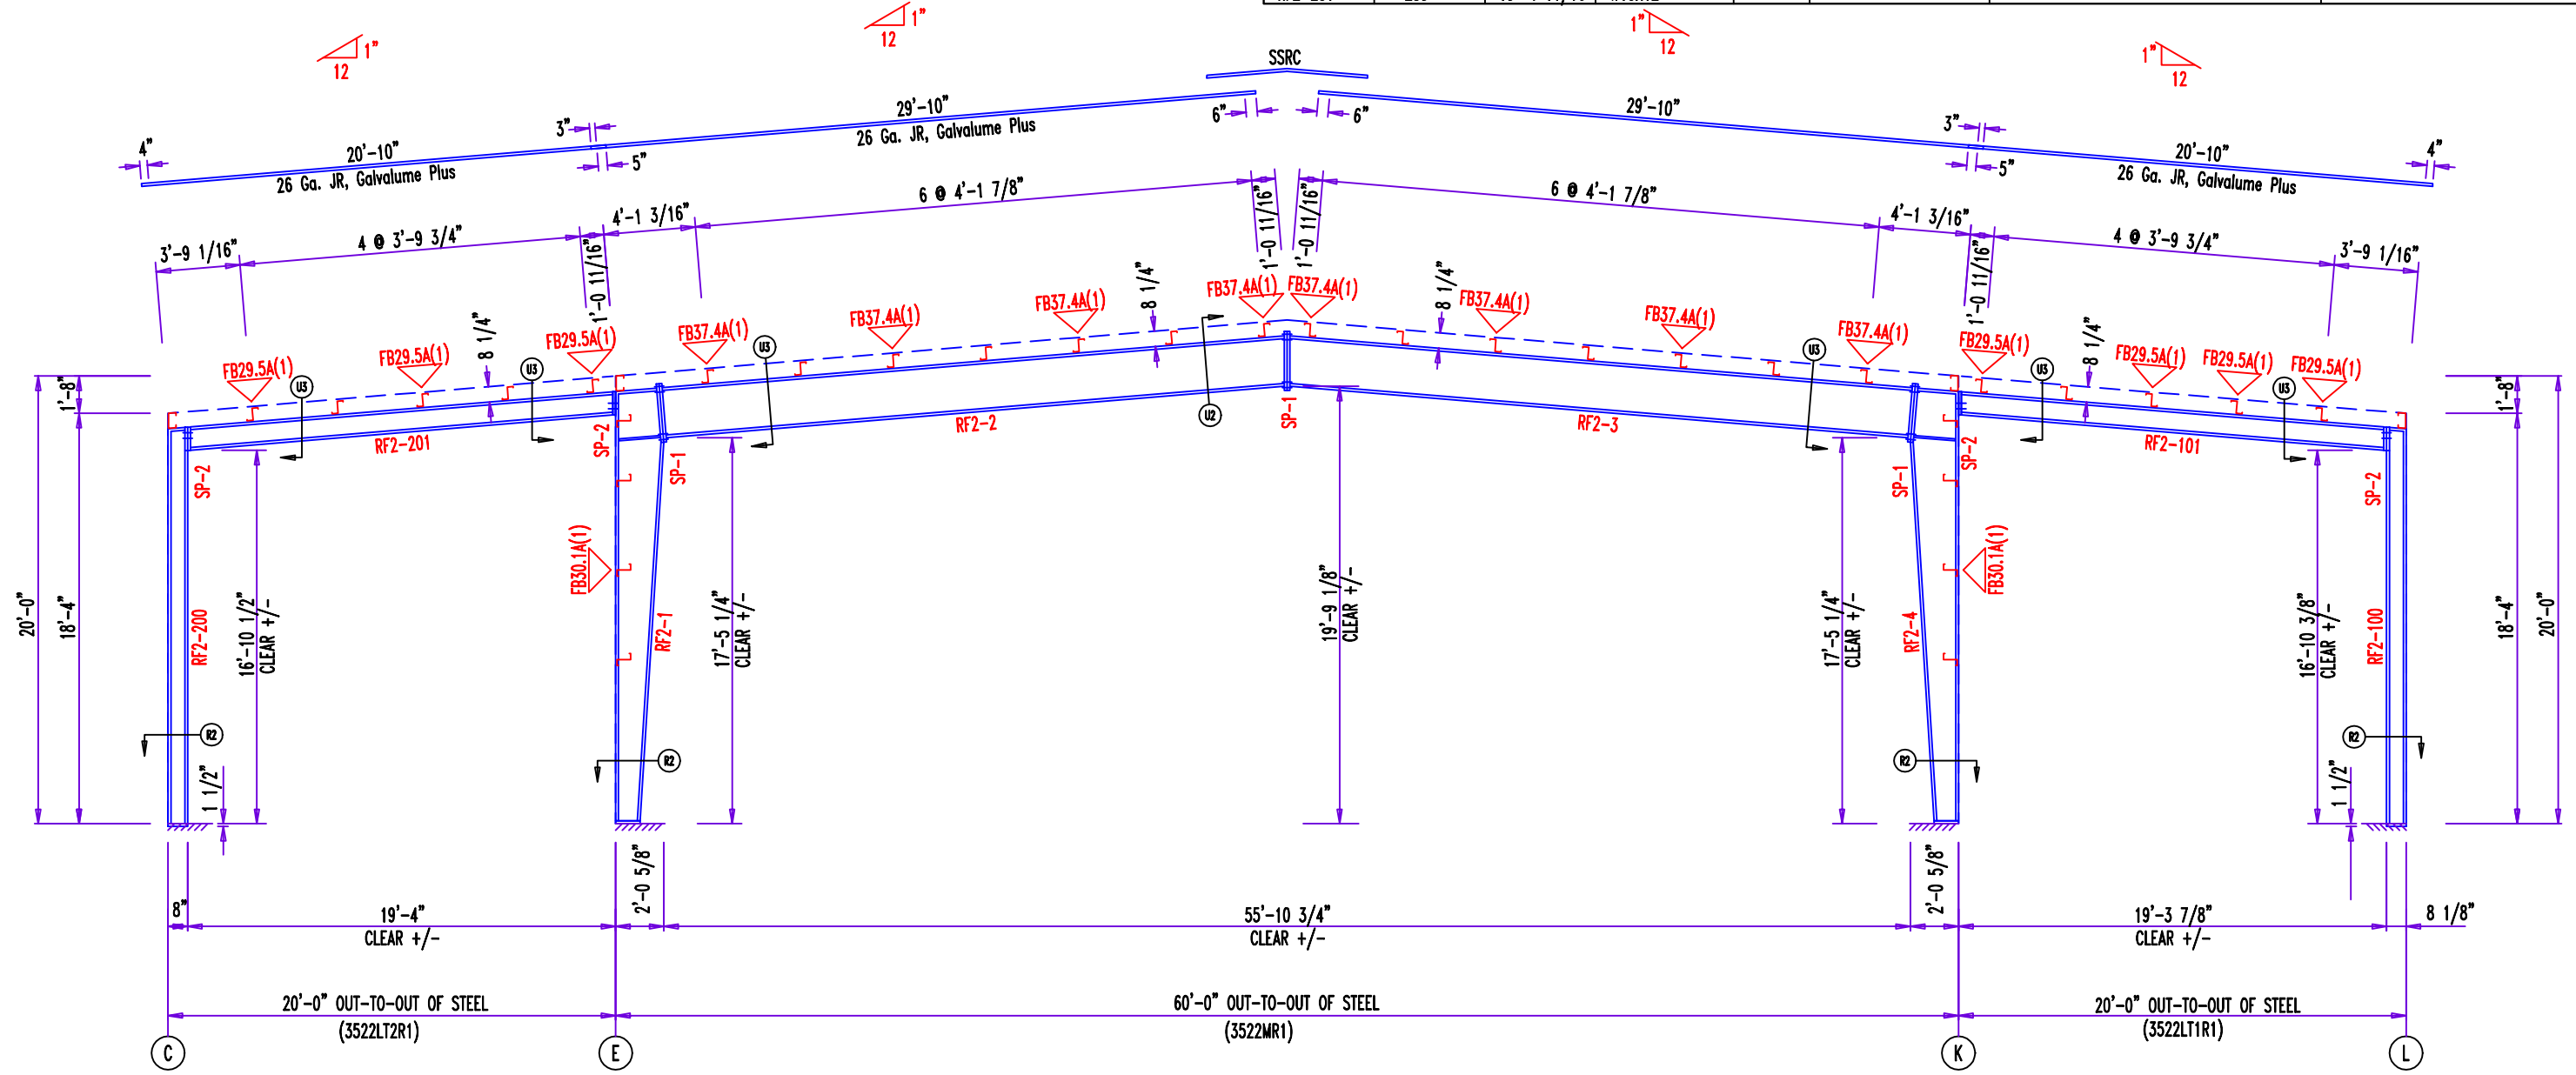 1"
12
1"
12
1"
12
1"
12
SSRC
4"
20'-10"
26 Ga. JR, Galvalume Plus
3"
5"
29'-10"
26 Ga. JR, Galvalume Plus
6"
6"
29'-10"
3"
5"
20'-10"
26 Ga. JR, Galvalume Plus
4"
3'-9 1/16"
4 @ 3'-9 3/4"
1'-0 11/16"
4'-1 3/16"
6 @ 4'-1 7/8"
1'-0 11/16"
1'-0 11/16"
6 @ 4'-1 7/8"
4'-1 3/16"
1'-0 11/16"
4 @ 3'-9 3/4"
3'-9 1/16"
FB29.5A(1)
FB29.5A(1)
8 1/4"
FB29.5A(1)
FB37.4A(1)
FB37.4A(1)
FB37.4A(1)
8 1/4"
FB37.4A(1)
FB37.4A(1)
8 1/4"
FB37.4A(1)
FB37.4A(1)
FB37.4A(1)
FB29.5A(1)
8 1/4"
FB29.5A(1)
FB29.5A(1)
FB29.5A(1)
U3
U3
U3
U2
U3
U3
U3
1'-8"
20'-0"
18'-4"
RF2-201
SP-2
SP-2
SP-1
RF2-2
SP-1
RF2-3
SP-1
SP-2
RF2-101
SP-2
1'-8"
18'-4"
20'-0"
RF2-200
16'-10 1/2"
CLEAR +/-
FB30.1A(1)
RF2-1
17'-5 1/4"
CLEAR +/-
19'-9 1/8"
CLEAR +/-
17'-5 1/4"
CLEAR +/-
RF2-4
FB30.1A(1)
16'-10 3/8"
CLEAR +/-
RF2-100
R2
R2
R2
R2
1 1/2"
1 1/2"
8"
19'-4"
CLEAR +/-
2'-0 5/8"
55'-10 3/4"
CLEAR +/-
2'-0 5/8"
19'-3 7/8"
CLEAR +/-
8 1/8"
20'-0" OUT-TO-OUT OF STEEL
(3522LT2R1)
60'-0" OUT-TO-OUT OF STEEL
(3522MR1)
20'-0" OUT-TO-OUT OF STEEL
(3522LT1R1)
C
E
K
L